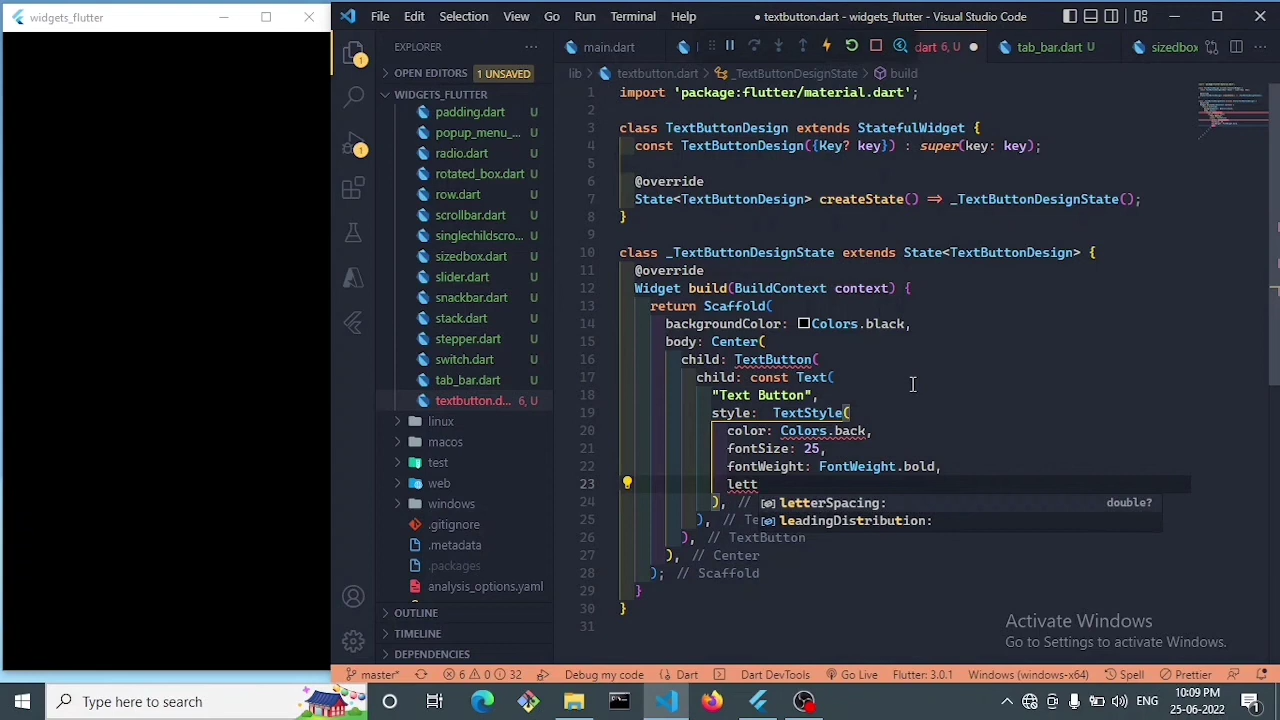 widgets_flutter
File Edit Selection View Go Run Terminal Help
textbutton.dart - widgets_flutter - Visual Studio Code
EXPLORER
OPEN EDITORS 1 UNSAVED
WIDGETS_FLUTTER
padding.dart U
popup_menu_... U
radio.dart U
rotated_box.dart U
row.dart U
scrollbar.dart U
singlechildscro... U
sizedbox.dart U
slider.dart U
snackbar.dart U
stack.dart U
stepper.dart U
switch.dart U
tab_bar.dart U
textbutton.d... 6, U
linux
macos
test
web
windows
.gitignore
.metadata
.packages
analysis_options.yaml
OUTLINE
TIMELINE
DEPENDENCIES
main.dart
dart 6, U
tab_bar.dart U
sizedbox
lib > textbutton.dart > _TextButtonDesignState > build
1 import 'package:flutter/material.dart';
2
3 class TextButtonDesign extends StatefulWidget {
4 const TextButtonDesign({Key? key}) : super(key: key);
5
6 @override
7 State<TextButtonDesign> createState() => _TextButtonDesignState();
8 }
9
10 class _TextButtonDesignState extends State<TextButtonDesign> {
11 @override
12 Widget build(BuildContext context) {
13 return Scaffold(
14 backgroundColor: Colors.black,
15 body: Center(
16 child: TextButton(
17 child: const Text(
18 "Text Button",
19 style: TextStyle(
20 color: Colors.back,
21 fontSize: 25,
22 fontWeight: FontWeight.bold,
23 lett
24 ), //
letterSpacing: double?
25 ), // Te
leadingDistribution:
26 ), // TextButton
27 ), // Center
28 ); // Scaffold
29 }
30 }
31
Activate Windows
Go to Settings to activate Windows.
master* 6 0 32 Debug my code Dart Dart DevTools Go Live Flutter: 3.0.1 Windows (windows-x64) Spell Prettier
Type here to search
ENG
10:09 PM
25-06-2022
1